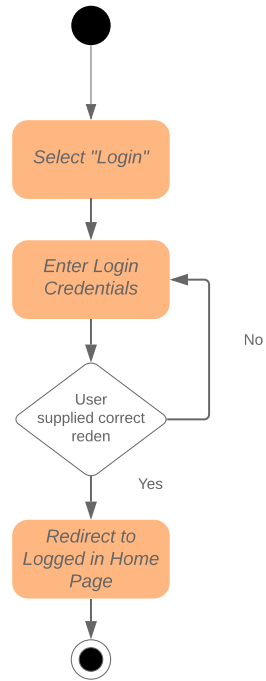 Select "Login"
Enter Login
Credentials
No
User
supplied correct
reden
Yes
Redirect to
Logged in Home
Page